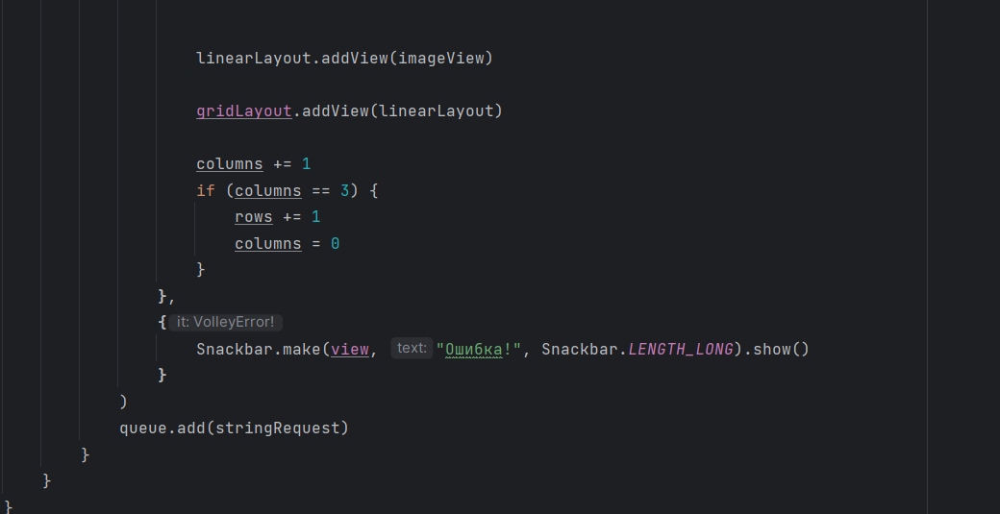 linearLayout.addView(imageView)
gridLayout.addView(linearLayout)
columns += 1
if (columns == 3) {
rows += 1
columns = 0
}
},
{ it: VolleyError!
Snackbar.make(view, text: "Ошибка!", Snackbar.LENGTH_LONG).show()
}
)
queue.add(stringRequest)
}
}
}